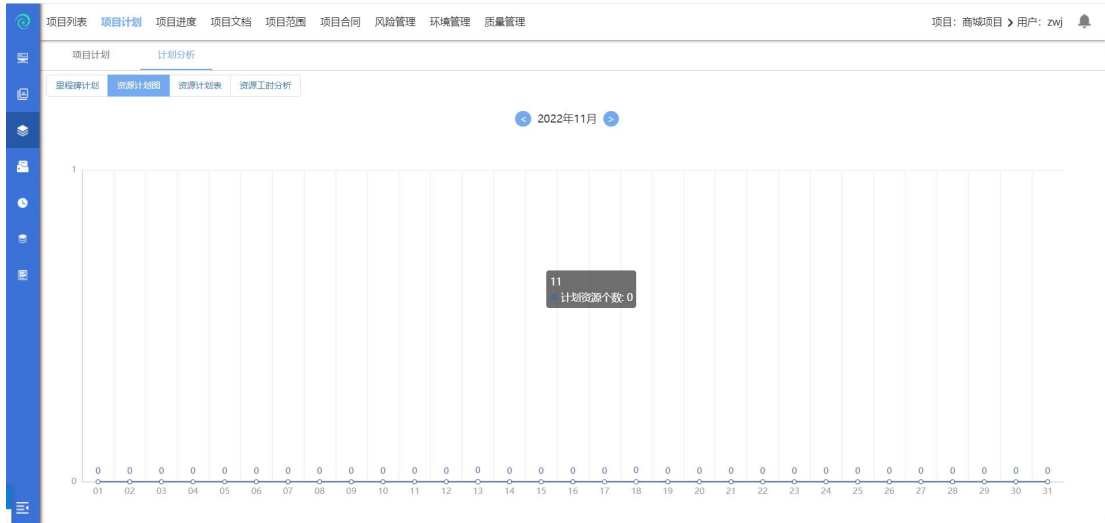 项目列表 项目计划 项目进度 项目文档 项目范围 项目合同 风险管理 环境管理 质量管理 项目：商城项目 > 用户：zwj
项目计划 计划分析
里程碑计划 资源计划图 资源计划表 资源工时分析
< 2022年11月 >
1
11
计划资源个数: 0
0 0 0 0 0 0 0 0 0 0 0 0 0 0 0 0 0 0 0 0 0 0 0 0 0 0 0 0 0 0 0
0
01 02 03 04 05 06 07 08 09 10 11 12 13 14 15 16 17 18 19 20 21 22 23 24 25 26 27 28 29 30 31